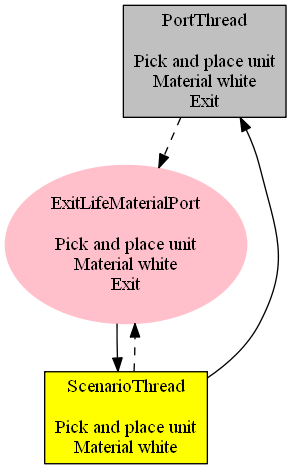 PortThread
Pick and place unit
Material white
Exit
ExitLifeMaterialPort
Pick and place unit
Material white
Exit
ScenarioThread
Pick and place unit
Material white